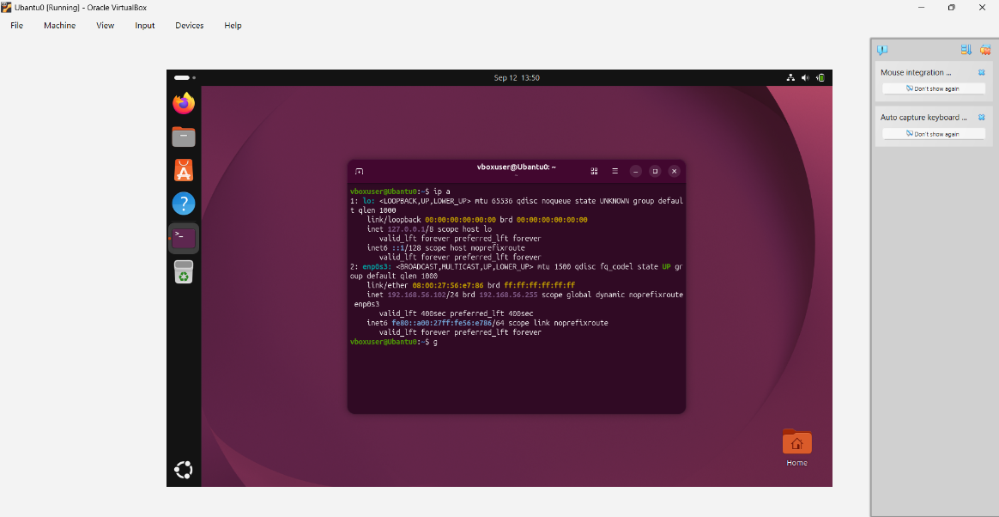 Ubantu0 [Running] - Oracle VirtualBox
File Machine View Input Devices Help
Mouse integration ...
Don't show again
Auto capture keyboard ...
Don't show again
Sep 12 13:50
vboxuser@Ubantu0: ~
vboxuser@Ubantu0:~$ ip a
1: lo: <LOOPBACK,UP,LOWER_UP> mtu 65536 qdisc noqueue state UNKNOWN group defaul
t qlen 1000
link/loopback 00:00:00:00:00:00 brd 00:00:00:00:00:00
inet 127.0.0.1/8 scope host lo
valid_lft forever preferred_lft forever
inet6 ::1/128 scope host noprefixroute
valid_lft forever preferred_lft forever
2: enp0s3: <BROADCAST,MULTICAST,UP,LOWER_UP> mtu 1500 qdisc fq_codel state UP gr
oup default qlen 1000
link/ether 08:00:27:56:e7:86 brd ff:ff:ff:ff:ff:ff
inet 192.168.56.102/24 brd 192.168.56.255 scope global dynamic noprefixroute
enp0s3
valid_lft 400sec preferred_lft 400sec
inet6 fe80::a00:27ff:fe56:e786/64 scope link noprefixroute
valid_lft forever preferred_lft forever
vboxuser@Ubantu0:~$ g
Home